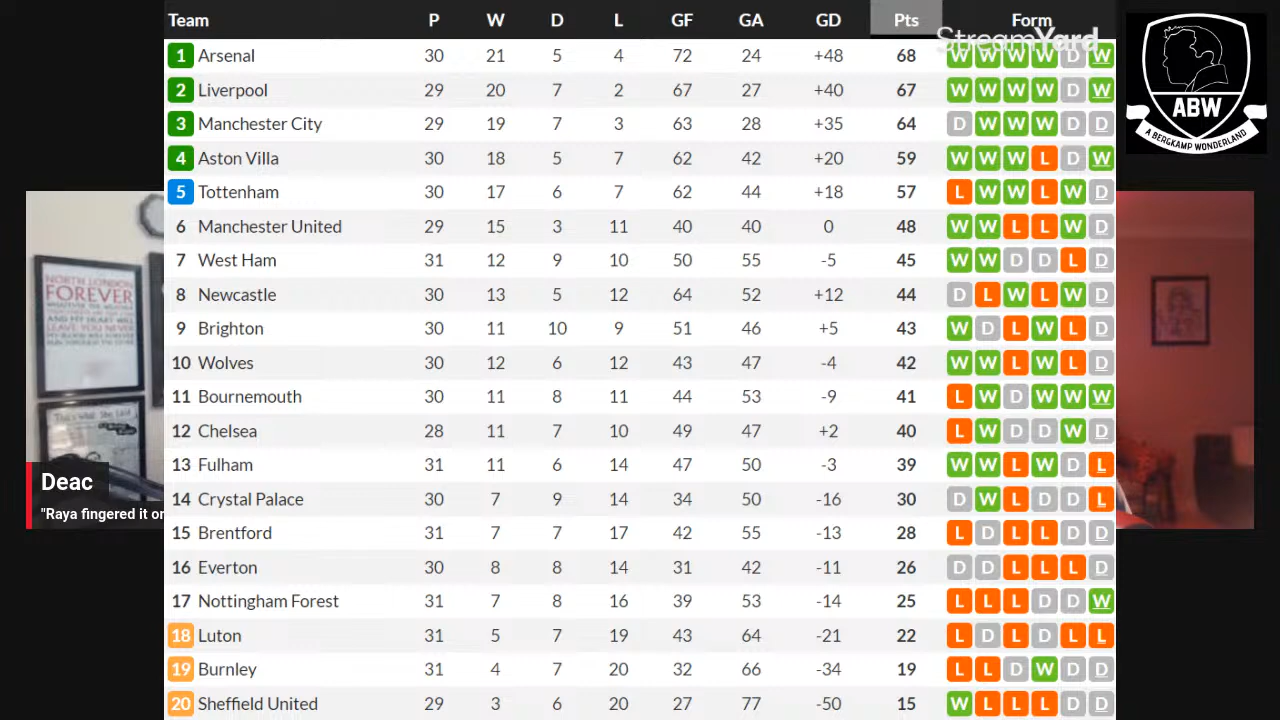 Team P W D L GF GA GD Pts Form
StreamYard
1 Arsenal 30 21 5 4 72 24 +48 68 W W W W D W
2 Liverpool 29 20 7 2 67 27 +40 67 W W W W D W
3 Manchester City 29 19 7 3 63 28 +35 64 D W W W D D
4 Aston Villa 30 18 5 7 62 42 +20 59 W W W L D W
5 Tottenham 30 17 6 7 62 44 +18 57 L W W L W D
6 Manchester United 29 15 3 11 40 40 0 48 W W L L W D
7 West Ham 31 12 9 10 50 55 -5 45 W W D D L D
8 Newcastle 30 13 5 12 64 52 +12 44 D L W L W D
9 Brighton 30 11 10 9 51 46 +5 43 W D L W L D
10 Wolves 30 12 6 12 43 47 -4 42 W W L W L D
11 Bournemouth 30 11 8 11 44 53 -9 41 L W D W W W
12 Chelsea 28 11 7 10 49 47 +2 40 L W D D W D
13 Fulham 31 11 6 14 47 50 -3 39 W W L W D L
14 Crystal Palace 30 7 9 14 34 50 -16 30 D W L D D L
15 Brentford 31 7 7 17 42 55 -13 28 L D L L D D
16 Everton 30 8 8 14 31 42 -11 26 D D L L L D
17 Nottingham Forest 31 7 8 16 39 53 -14 25 L L L D D W
18 Luton 31 5 7 19 43 64 -21 22 L D L D L L
19 Burnley 31 4 7 20 32 66 -34 19 L L D W D D
20 Sheffield United 29 3 6 20 27 77 -50 15 W L L L D D
ABW
A BERGKAMP WONDERLAND
NORTH LONDON
FOREVER
Deac
"Raya fingered it or